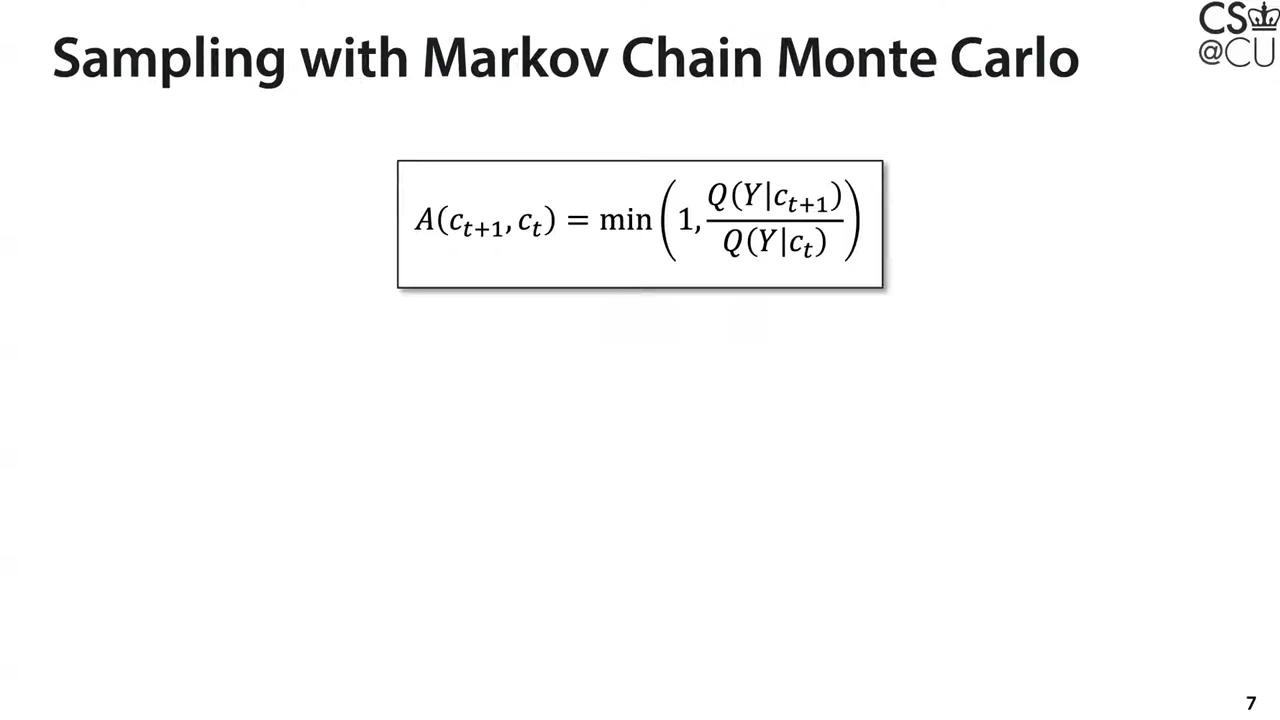 Sampling with Markov Chain Monte Carlo
CS
@CU
A(c_{t+1}, c_t) = min(1, Q(Y|c_{t+1}) / Q(Y|c_t))
7